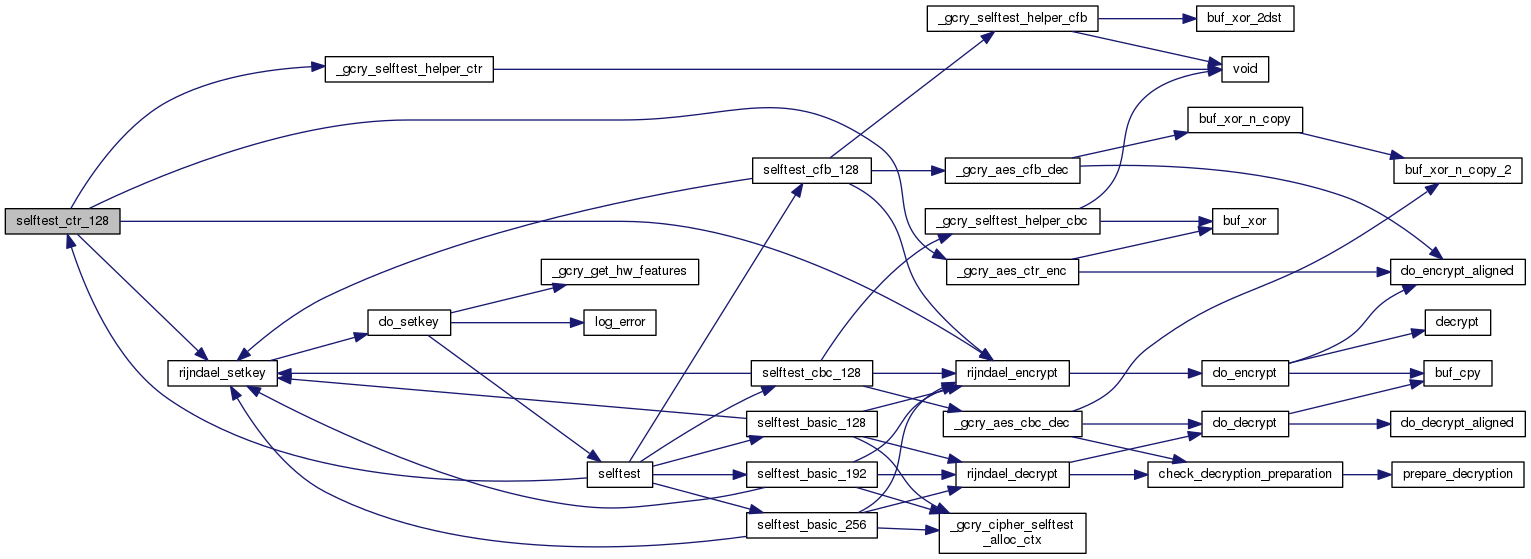 _gcry_selftest_helper_cfb
buf_xor_2dst
_gcry_selftest_helper_ctr
void
buf_xor_n_copy
selftest_cfb_128
_gcry_aes_cfb_dec
buf_xor_n_copy_2
selftest_ctr_128
_gcry_selftest_helper_cbc
buf_xor
_gcry_get_hw_features
_gcry_aes_ctr_enc
do_encrypt_aligned
do_setkey
log_error
decrypt
rijndael_setkey
selftest_cbc_128
rijndael_encrypt
do_encrypt
buf_cpy
selftest_basic_128
_gcry_aes_cbc_dec
do_decrypt
do_decrypt_aligned
selftest
selftest_basic_192
rijndael_decrypt
check_decryption_preparation
prepare_decryption
selftest_basic_256
_gcry_cipher_selftest
_alloc_ctx